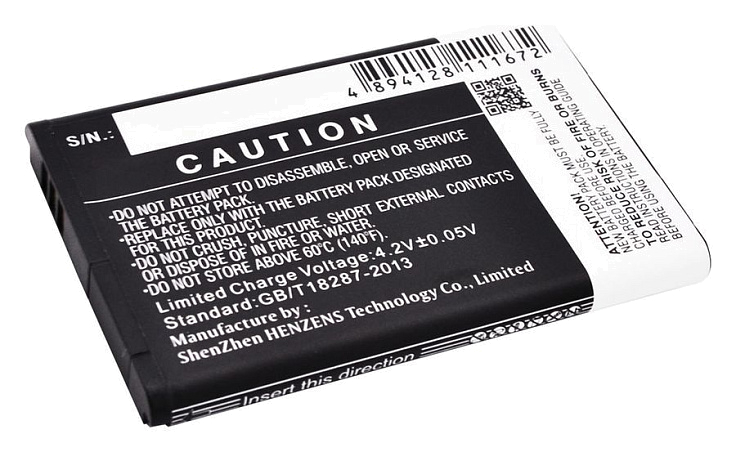 4 894128 111672
S/N.:
CAUTION
•DO NOT ATTEMPT TO DISASSEMBLE, OPEN OR SERVICE
THE BATTERY PACK.
•REPLACE ONLY WITH THE BATTERY PACK DESIGNATED
FOR THIS PRODUCT.
•DO NOT CRUSH, PUNCTURE, SHORT EXTERNAL CONTACTS
OR DISPOSE OF IN FIRE OR WATER.
•DO NOT STORE ABOVE 60°C (140°F).
Limited Charge Voltage:4.2V±0.05V
Standard:GB/T18287-2013
Manufacture by:
ShenZhen HENZENS Technology Co., Limited
Insert this direction
ATTENTION:
NEW BATTERY PACK MUST BE FULLY
CHARGED BEFORE OPERATING
TO REDUCE RISK OF FIRE OR BURNS
READ INSTRUCTIONS IN OPERATING GUIDE
BEFORE USING THE BATTERY